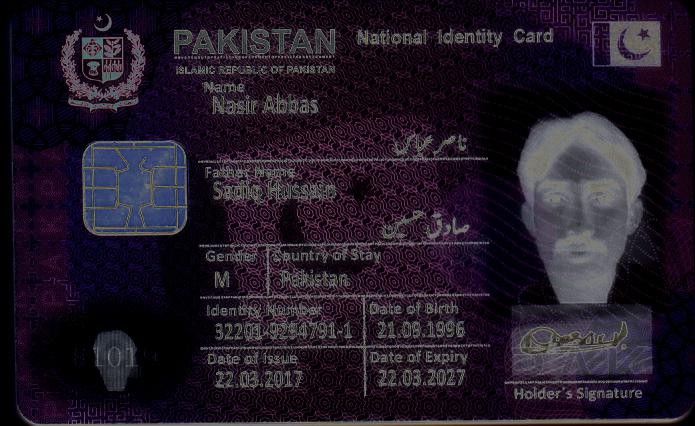 PAKISTAN National Identity Card
ISLAMIC REPUBLIC OF PAKISTAN
Name
Nasir Abbas
ناصر عباس
Father Name
Sadiq Hussain
صادق حسین
Gender Country of Stay
M Pakistan
Identity Number Date of Birth
32201-9294791-1 21.09.1996
Date of Issue Date of Expiry
22.03.2017 22.03.2027
101
Holder's Signature